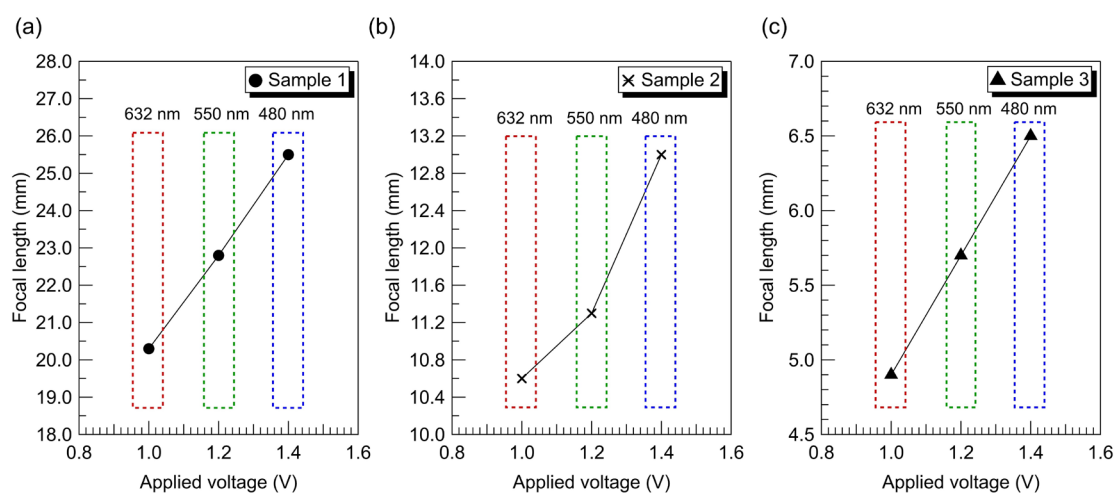 (a)
Sample 1
632 nm 550 nm 480 nm
28.0
27.0
26.0
25.0
24.0
23.0
22.0
21.0
20.0
19.0
18.0
Focal length (mm)
0.8 1.0 1.2 1.4 1.6
Applied voltage (V)
(b)
Sample 2
632 nm 550 nm 480 nm
14.0
13.6
13.2
12.8
12.4
12.0
11.6
11.2
10.8
10.4
10.0
Focal length (mm)
0.8 1.0 1.2 1.4 1.6
Applied voltage (V)
(c)
Sample 3
632 nm 550 nm 480 nm
7.0
6.5
6.0
5.5
5.0
4.5
Focal length (mm)
0.8 1.0 1.2 1.4 1.6
Applied voltage (V)